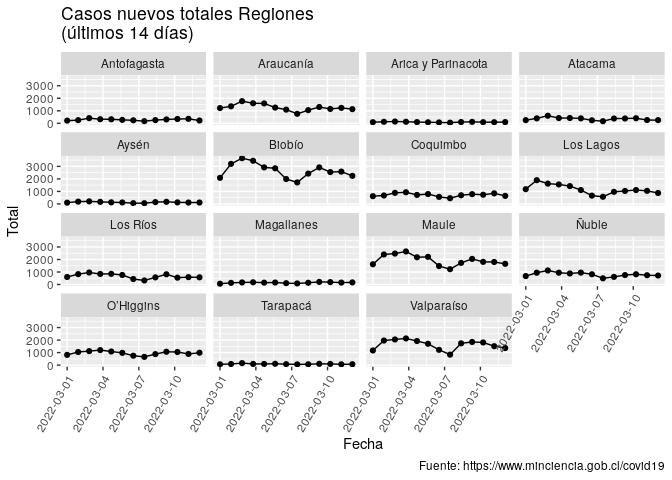 Casos nuevos totales Regiones
(últimos 14 días)
Antofagasta
Araucanía
Arica y Parinacota
Atacama
3000
2000
1000
0
Aysén
Biobío
Coquimbo
Los Lagos
3000
2000
1000
0
Los Ríos
Magallanes
Maule
Ñuble
3000
2000
1000
0
O'Higgins
Tarapacá
Valparaíso
3000
2000
1000
0
Total
2022-03-01
2022-03-04
2022-03-07
2022-03-10
2022-03-01
2022-03-04
2022-03-07
2022-03-10
2022-03-01
2022-03-04
2022-03-07
2022-03-10
2022-03-01
2022-03-04
2022-03-07
2022-03-10
Fecha
Fuente: https://www.minciencia.gob.cl/covid19